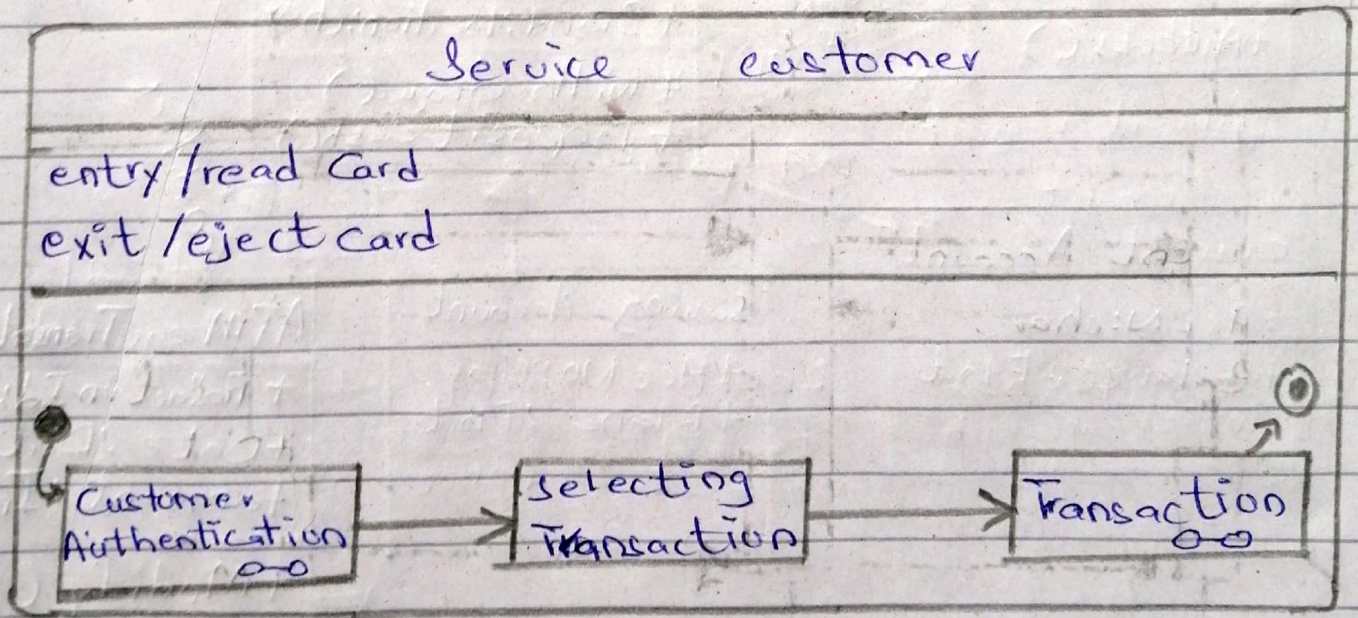 Service customer
entry /read Card
exit /eject card
Customer
Authentication
Selecting
Transaction
Transaction